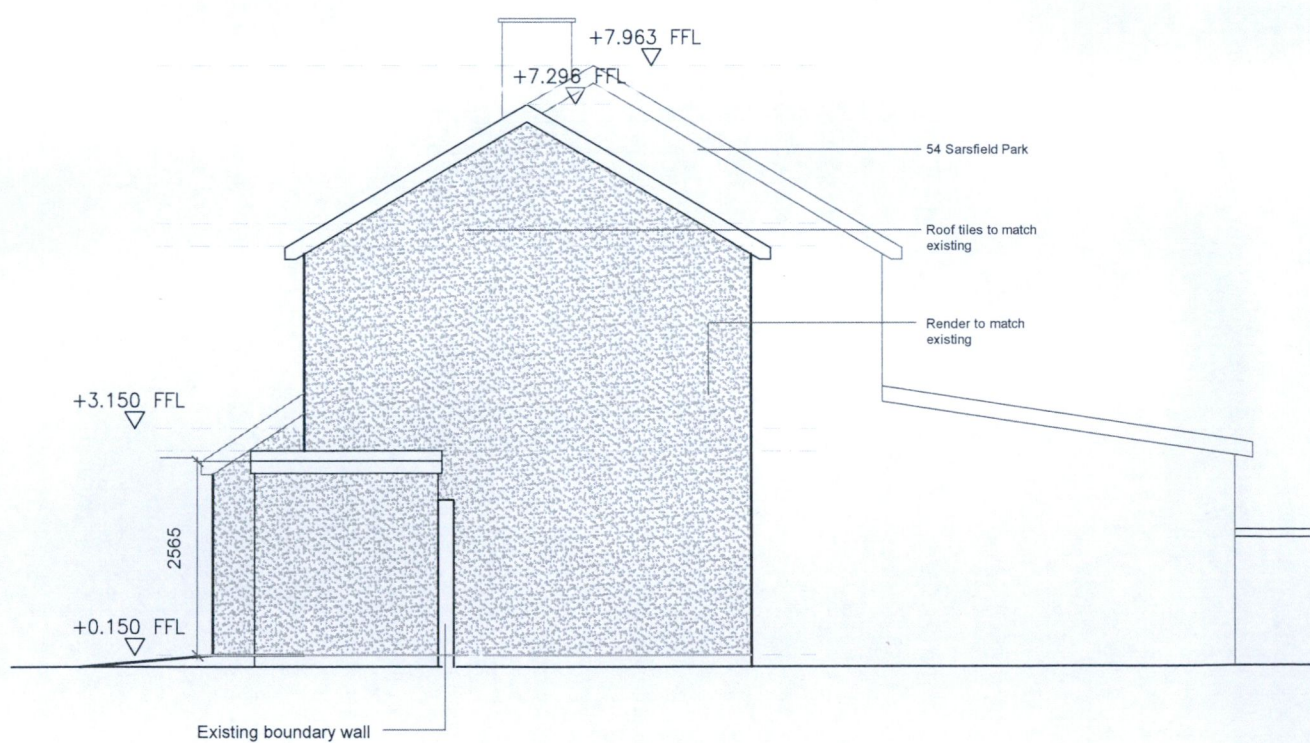 +7.963 FFL
+7.296 FFL
54 Sarsfield Park
Roof tiles to match
existing
Render to match
existing
+3.150 FFL
2565
+0.150 FFL
Existing boundary wall